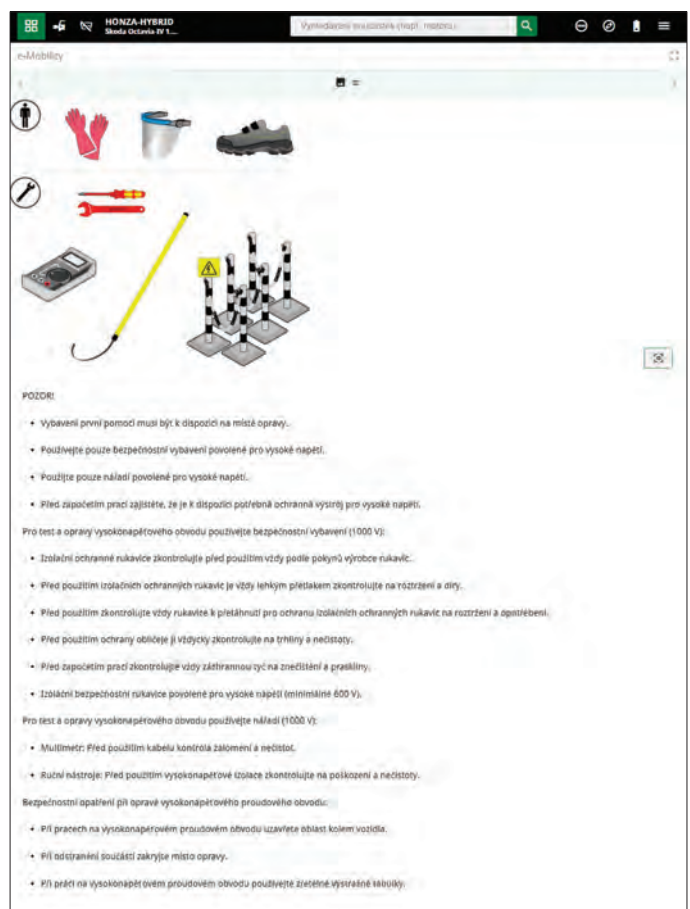 HONZA-HYBRID
Skoda Octavia IV 1....
e-Mobility
POZOR!
Vybavení první pomoci musí být k dispozici na místě opravy.
Používejte pouze bezpečnostní vybavení povolené pro vysoké napětí.
Použijte pouze nářadí povolené pro vysoké napětí.
Před započetím prací zajistěte, že je k dispozici potřebná ochranná výstroj pro vysoké napětí.
Pro test a opravy vysokonapěťového obvodu používejte bezpečnostní vybavení (1000 V):
Izolační ochranné rukavice zkontrolujte před použitím vždy podle pokynů výrobce rukavic.
Před použitím izolačních ochranných rukavic je vždy lehkým přetlakem zkontrolujte na roztržení a díry.
Před použitím zkontrolujte vždy rukavice k přetáhnutí pro ochranu izolačních ochranných rukavic na roztržení a opotřebení.
Před použitím ochrany obličeje ji vždycky zkontrolujte na trhliny a nečistoty.
Před započetím prací zkontrolujte vždy záchrannou tyč na znečištění a praskliny.
Izolační bezpečnostní rukavice povolené pro vysoké napětí (minimálně 600 V).
Pro test a opravy vysokonapěťového obvodu používejte nářadí (1000 V):
Multimetr: Před použitím kabelu kontrola zalomení a nečistot.
Ruční nástroje: Před použitím vysokonapěťové izolace zkontrolujte na poškození a nečistoty.
Bezpečnostní opatření při opravě vysokonapěťového proudového obvodu:
Při pracech na vysokonapěťovém proudovém obvodu uzavřete oblast kolem vozidla.
Při odstranění součástí zakryjte místo opravy.
Při práci na vysokonapěťovém proudovém obvodu používejte zřetelné výstražné tabulky.